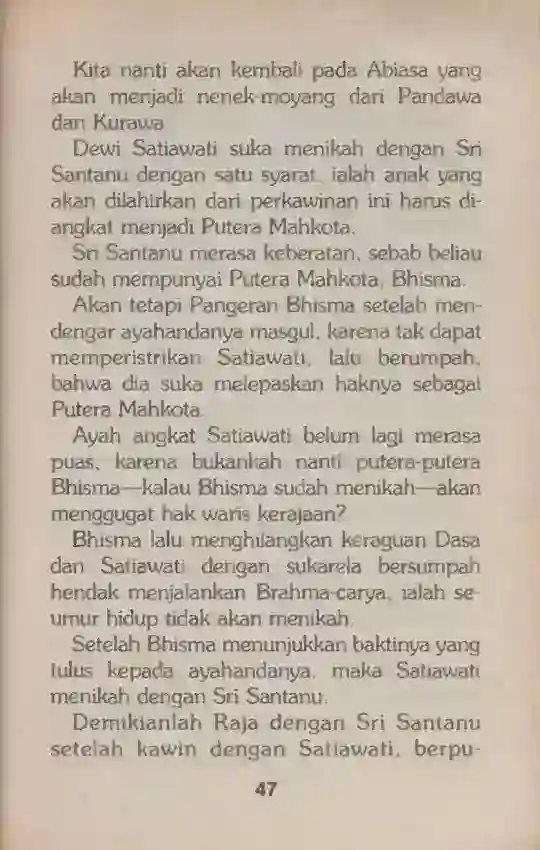 Kita nanti akan kembali pada Abiasa yang
akan menjadi nenek-moyang dari Pandawa
dan Kurawa
Dewi Satiawati suka menikah dengan Sri
Santanu dengan satu syarat, ialah anak yang
akan dilahirkan dari perkawinan ini harus di-
angkat menjadi Putera Mahkota.
Sri Santanu merasa keberatan, sebab beliau
sudah mempunyai Putera Mahkota, Bhisma.
Akan tetapi Pangeran Bhisma setelah men-
dengar ayahandanya masgul, karena tak dapat
memperistrikan Satiawati, lalu berumpah,
bahwa dia suka melepaskan haknya sebagai
Putera Mahkota.
Ayah angkat Satiawati belum lagi merasa
puas, karena bukankah nanti putera-putera
Bhisma—kalau Bhisma sudah menikah—akan
menggugat hak waris kerajaan?
Bhisma lalu menghilangkan keraguan Dasa
dan Satiawati dengan sukarela bersumpah
hendak menjalankan Brahma-carya, ialah se-
umur hidup tidak akan menikah.
Setelah Bhisma menunjukkan baktinya yang
tulus kepada ayahandanya, maka Satiawati
menikah dengan Sri Santanu.
Demikianlah Raja dengan Sri Santanu
setelah kawin dengan Satiawati, berpu-
47